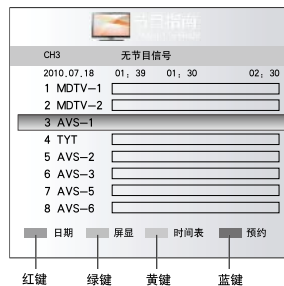 节目指南
CH3 无节目信号
2010.07.18 01：39 01：30 02：30
1 MDTV—1
2 MDTV—2
3 AVS—1
4 TYT
5 AVS—2
6 AVS—3
7 AVS—5
8 AVS—6
日期 屏显 时间表 预约
红键 绿键 黄键 蓝键